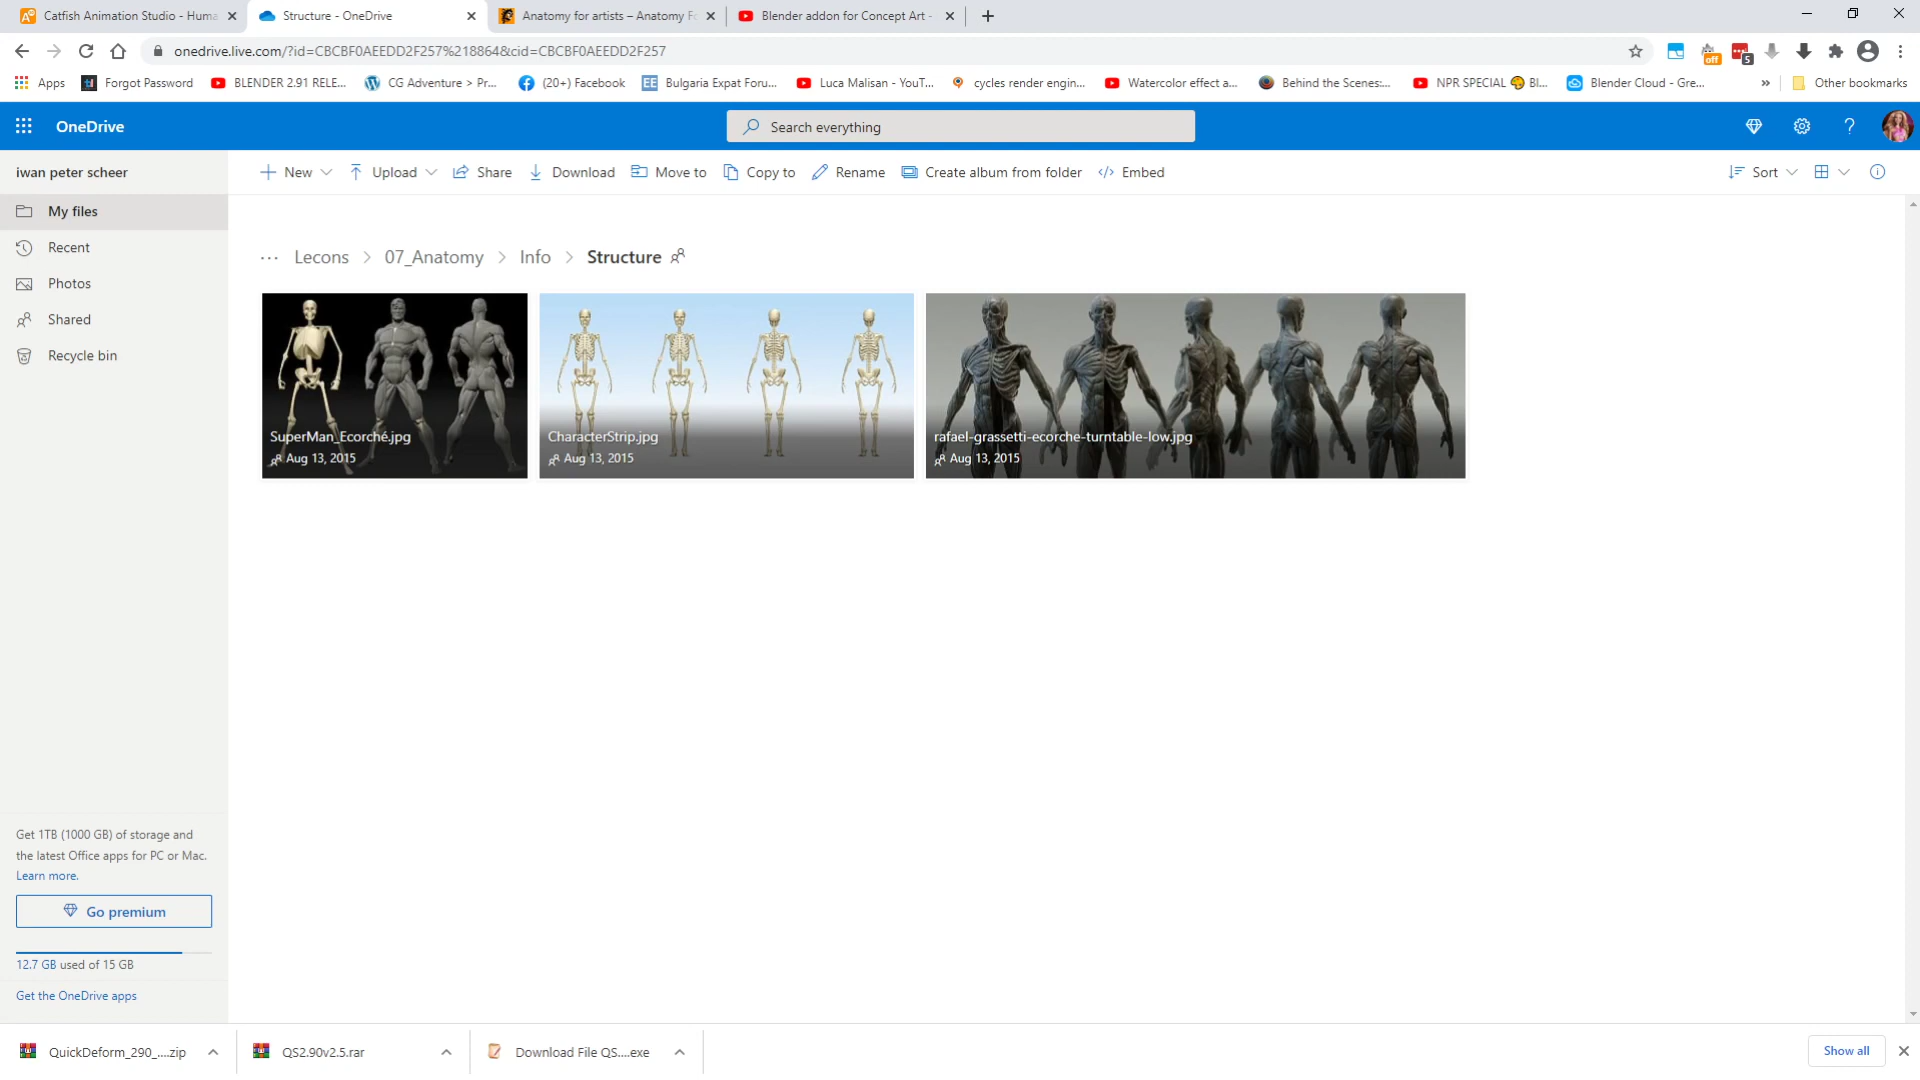 Catfish Animation Studio - Huma
Structure - OneDrive
Anatomy for artists – Anatomy F
Blender addon for Concept Art -
onedrive.live.com/?id=CBCBF0AEEDD2F257%218864&cid=CBCBF0AEEDD2F257
off
5
Apps
Forgot Password
BLENDER 2.91 RELE...
CG Adventure > Pr...
(20+) Facebook
EE
Bulgaria Expat Foru...
Luca Malisan - YouT...
cycles render engin...
Watercolor effect a...
Behind the Scenes:...
NPR SPECIAL 🧐 Bl...
Blender Cloud - Gre...
»
Other bookmarks
OneDrive
Search everything
?
iwan peter scheer
New
Upload
Share
Download
Move to
Copy to
Rename
Create album from folder
</> Embed
Sort
My files
Recent
Photos
Shared
Recycle bin
... Lecons > 07_Anatomy > Info > Structure
SuperMan_Ecorché.jpg
Aug 13, 2015
CharacterStrip.jpg
Aug 13, 2015
rafael-grassetti-ecorche-turntable-low.jpg
Aug 13, 2015
Get 1TB (1000 GB) of storage and
the latest Office apps for PC or Mac.
Learn more.
Go premium
12.7 GB used of 15 GB
Get the OneDrive apps
QuickDeform_290_....zip
QS2.90v2.5.rar
Download File QS....exe
Show all